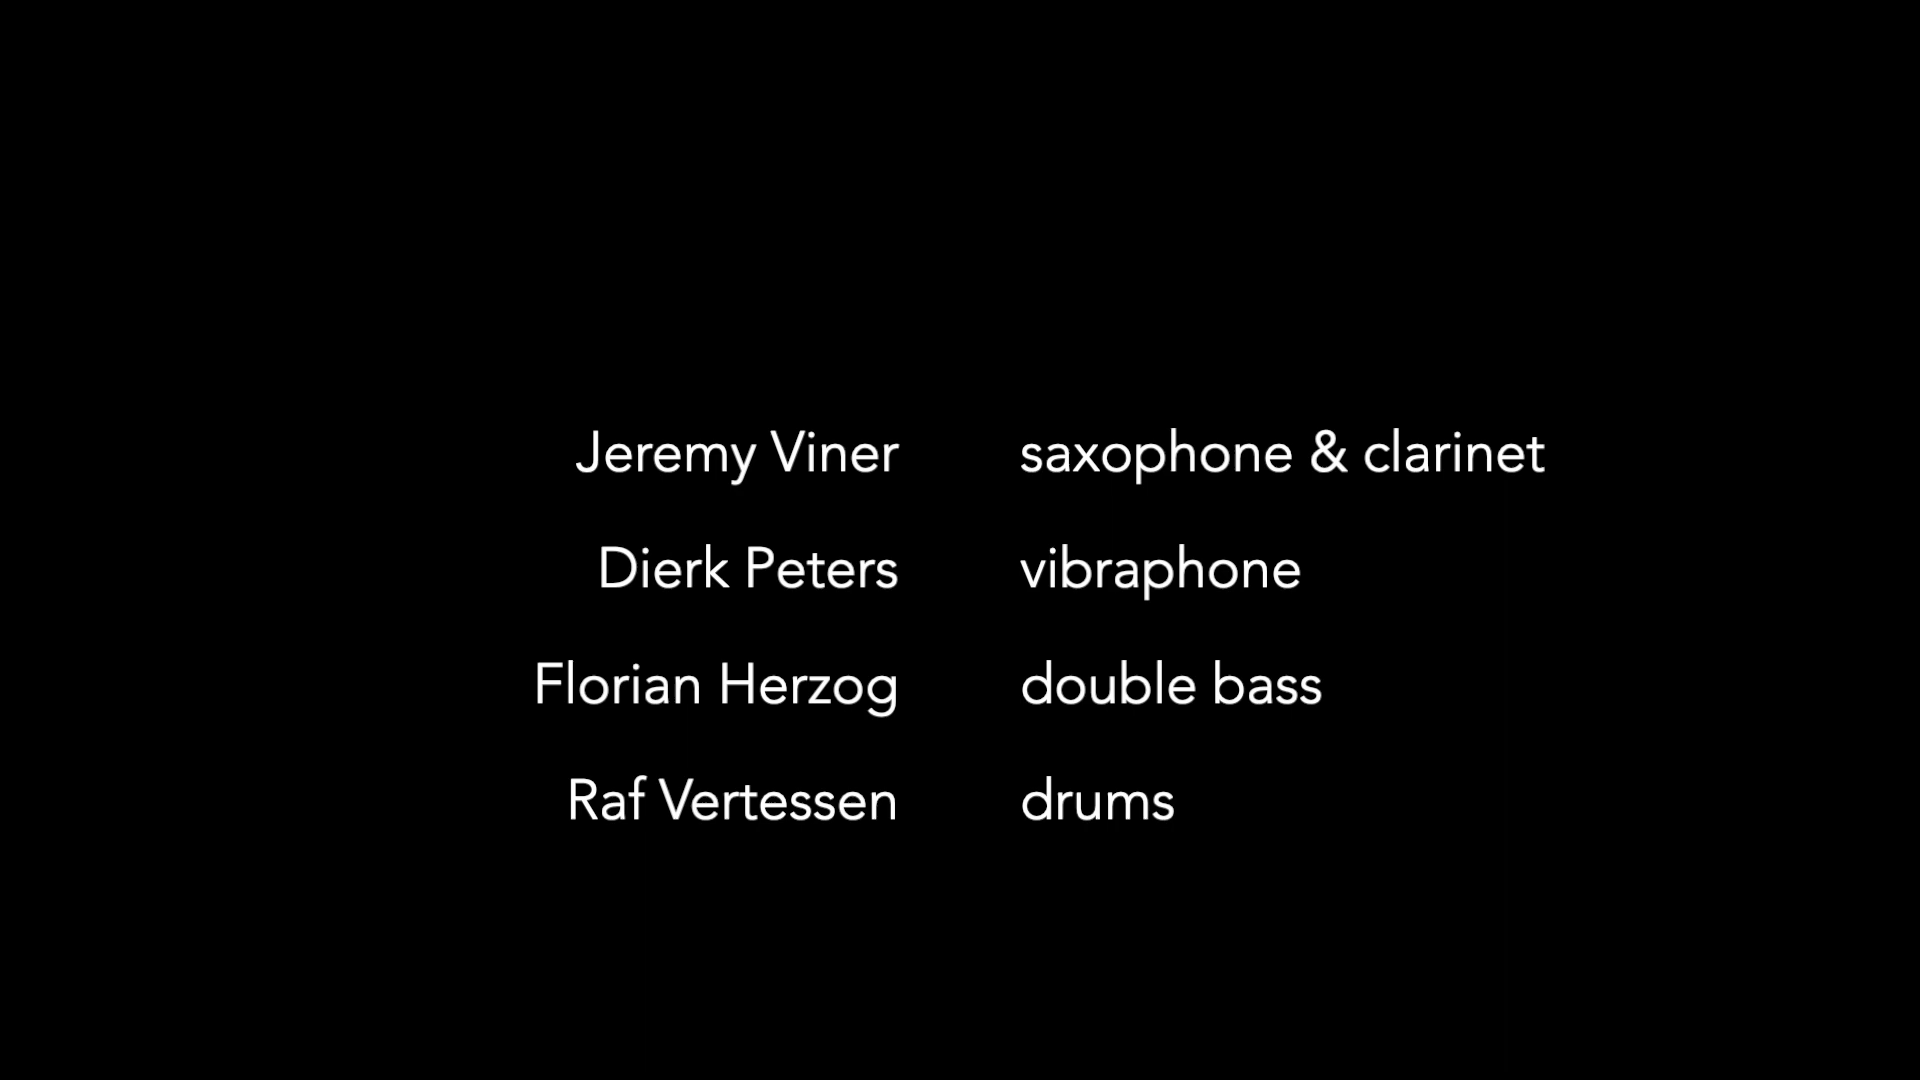 Jeremy Viner saxophone & clarinet
Dierk Peters vibraphone
Florian Herzog double bass
Raf Vertessen drums